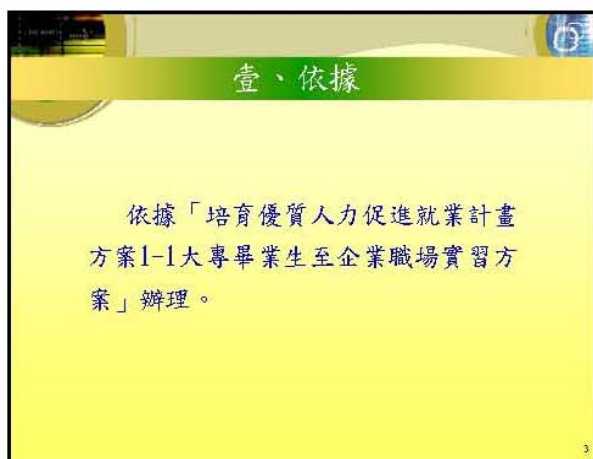 壹、依據
依據「培育優質人力促進就業計畫
方案1-1大專畢業生至企業職場實習方
案」辦理。
3